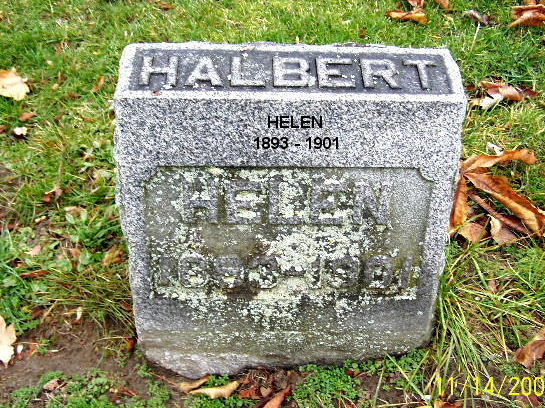 HALBERT
HELEN
1893 - 1901
HELEN
1893-1901
11/14/200